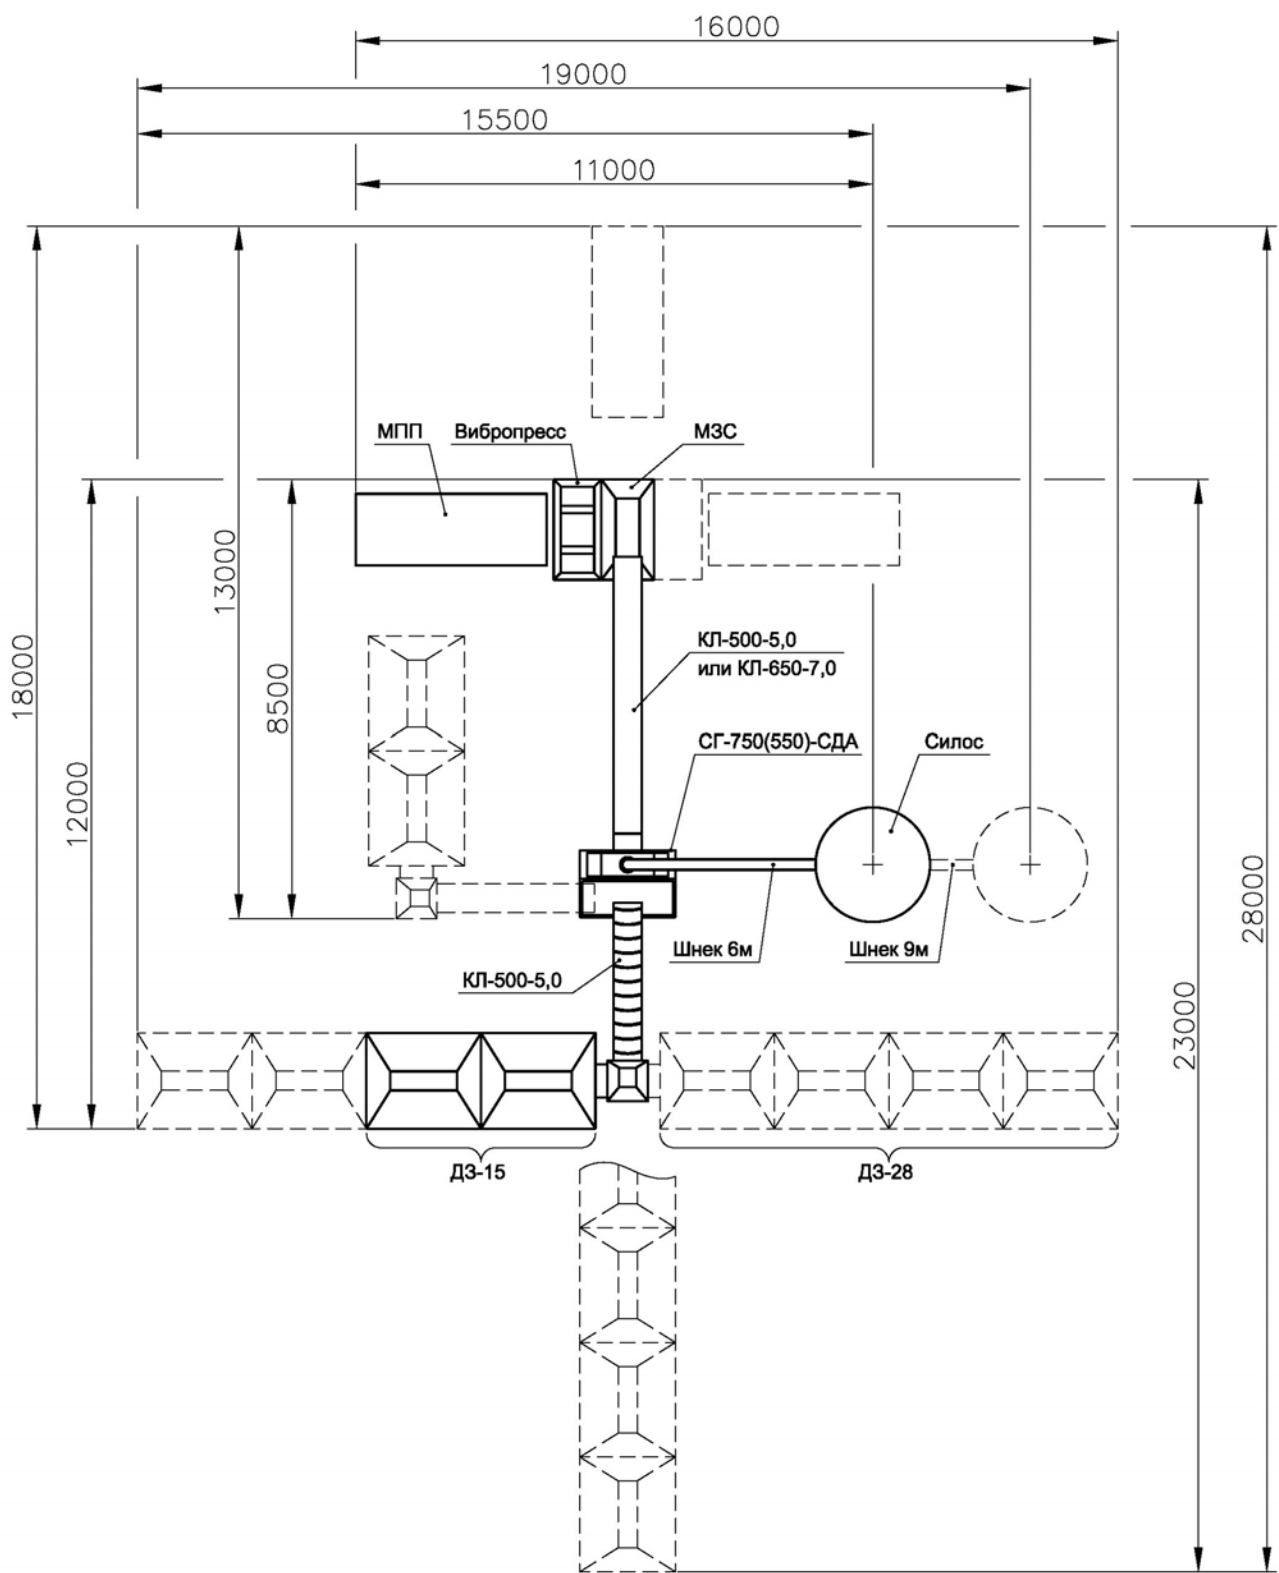 16000
19000
15500
11000
МПП
Вибропресс
МЗС
13000
18000
8500
12000
КЛ-500-5,0
или КЛ-650-7,0
СГ-750(550)-СДА
Силос
28000
Шнек 6м
Шнек 9м
КЛ-500-5,0
23000
ДЗ-15
ДЗ-28